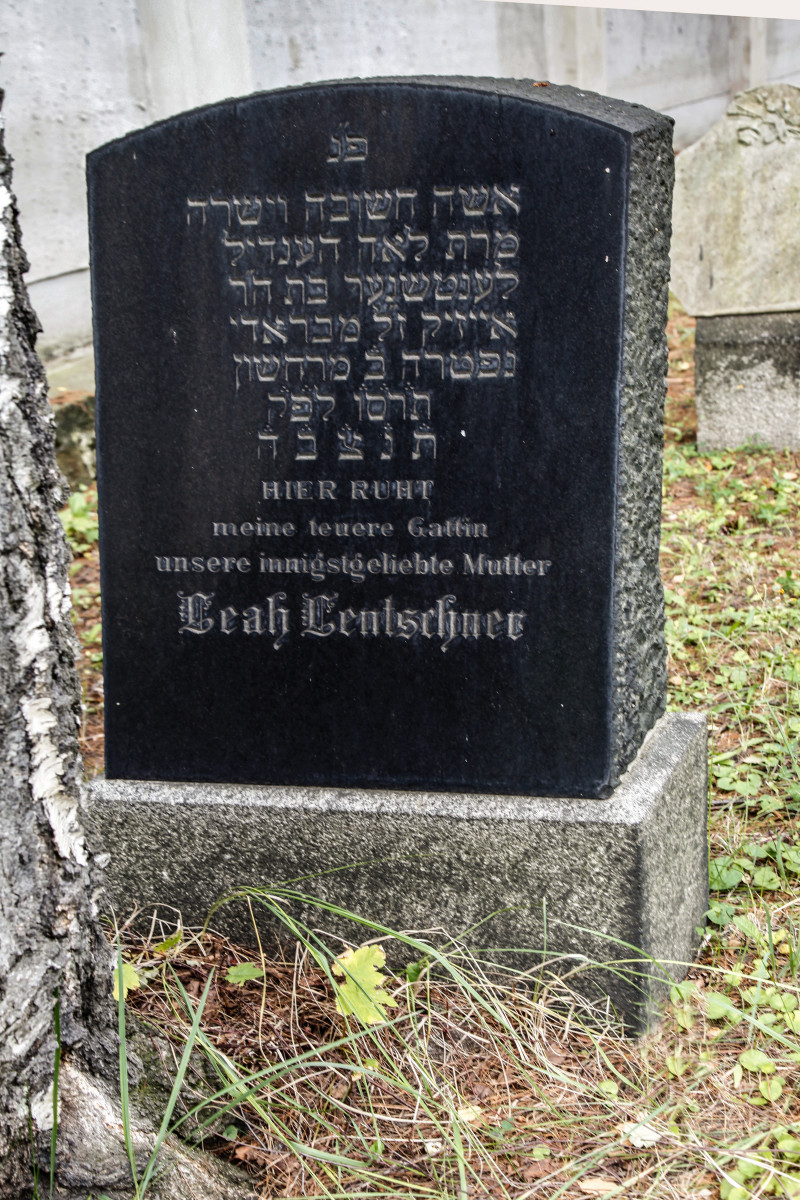 פ״נ
אשה חשובה וישרה
מרת לאה הענדיל
לענטשנער בת הר
אייזיק ז״ל מבראדי
נפטרה ב מרחשון
תרסו לפק
ת נ צ ב ה
HIER RUHT
meine teuere Gattin
unsere innigstgeliebte Mutter
Leah Lentschner